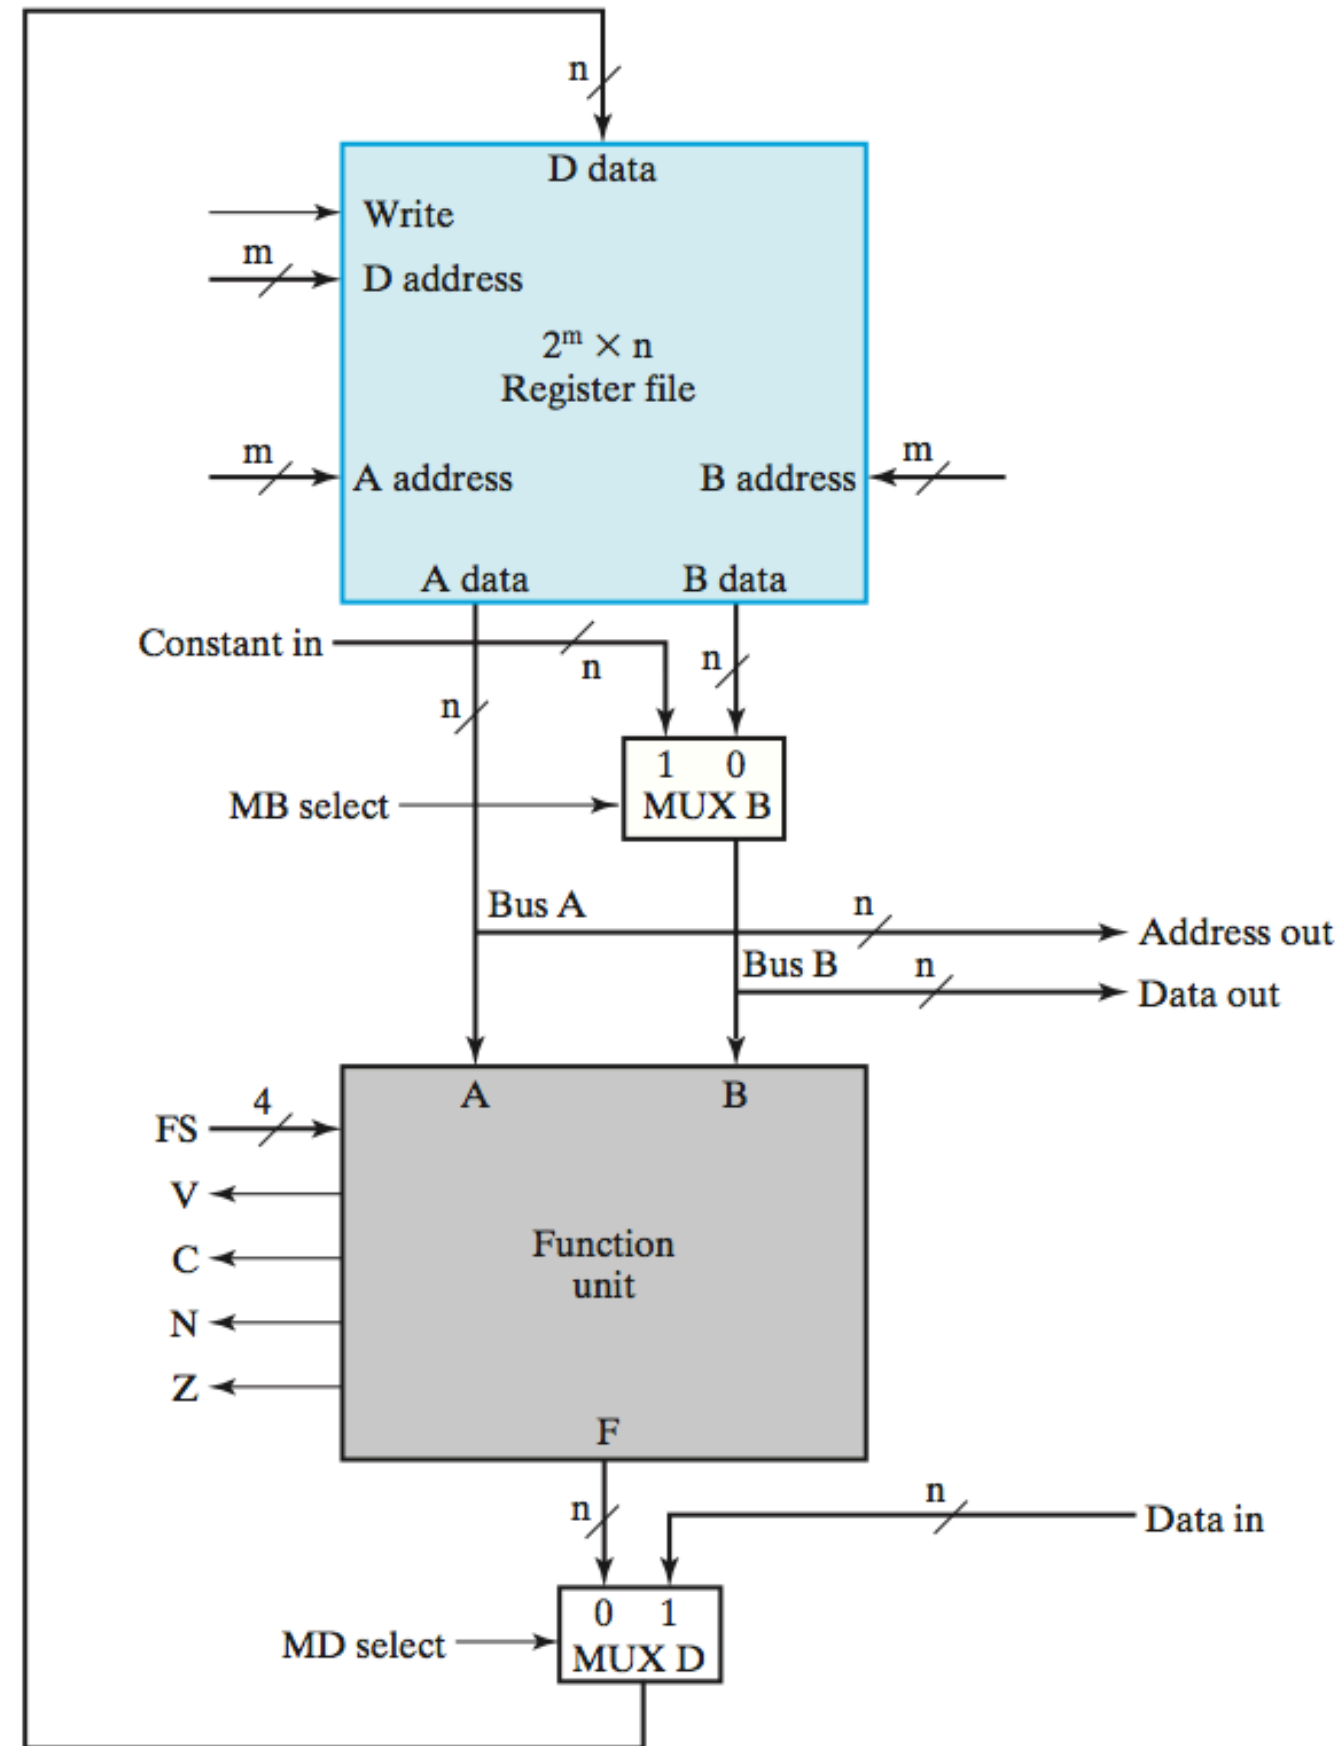 n
D data
Write
m
D address
2ᵐ × n
Register file
m
A address
B address
m
A data
B data
Constant in
n
n
n
1 0
MB select
MUX B
Bus A
n
Address out
Bus B
n
Data out
A
B
4
FS
V
C
N
Z
Function
unit
F
n
n
Data in
0 1
MD select
MUX D